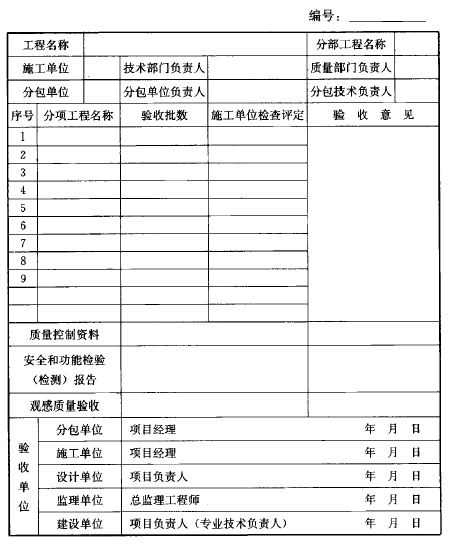 编号：
工程名称 分部工程名称
施工单位 技术部门负责人 质量部门负责人
分包单位 分包单位负责人 分包技术负责人
序号 分项工程名称 验收批数 施工单位检查评定 验 收 意 见
1
2
3
4
5
6
7
8
9
质量控制资料
安全和功能检验
（检测）报告
观感质量验收
验收单位
分包单位 项目经理 年 月 日
施工单位 项目经理 年 月 日
设计单位 项目负责人 年 月 日
监理单位 总监理工程师 年 月 日
建设单位 项目负责人（专业技术负责人） 年 月 日